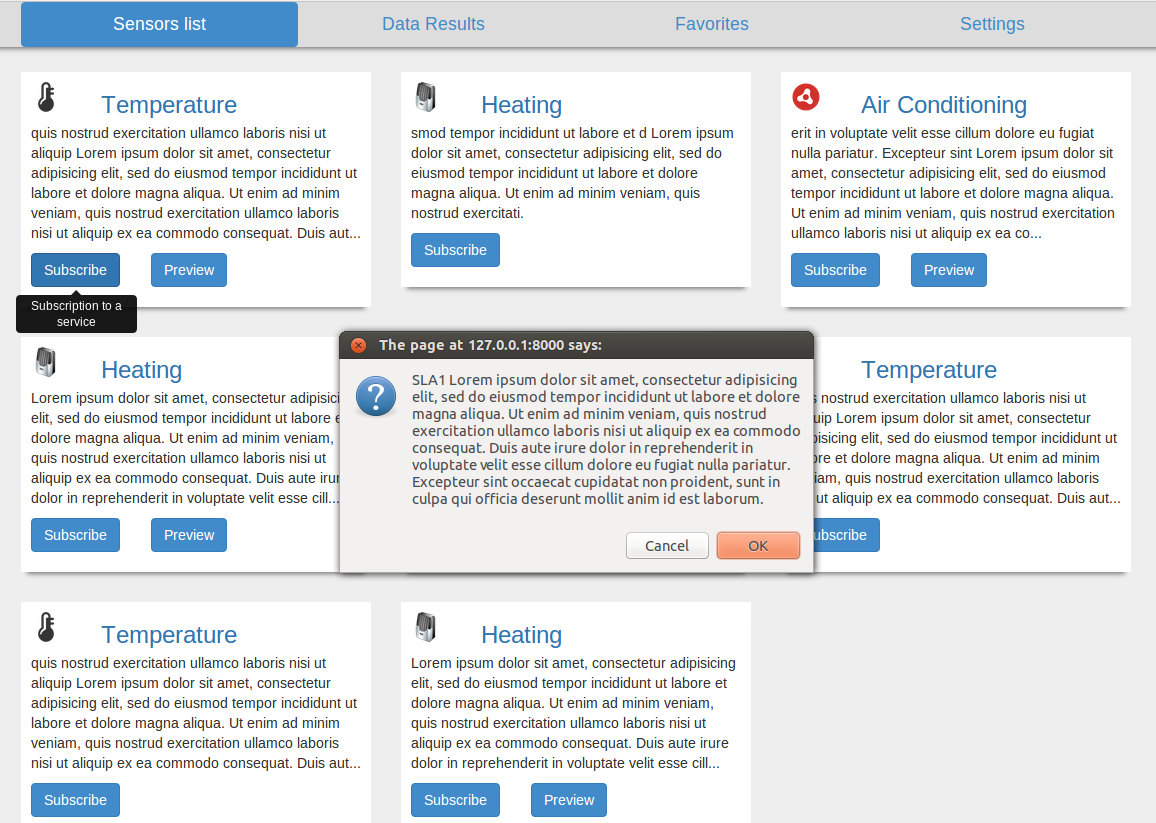 Sensors list
Data Results
Favorites
Settings
Temperature
quis nostrud exercitation ullamco laboris nisi ut
aliquip Lorem ipsum dolor sit amet, consectetur
adipisicing elit, sed do eiusmod tempor incididunt ut
labore et dolore magna aliqua. Ut enim ad minim
veniam, quis nostrud exercitation ullamco laboris
nisi ut aliquip ex ea commodo consequat. Duis aut...
Subscribe
Preview
Subscription to a
service
Heating
smod tempor incididunt ut labore et d Lorem ipsum
dolor sit amet, consectetur adipisicing elit, sed do
eiusmod tempor incididunt ut labore et dolore
magna aliqua. Ut enim ad minim veniam, quis
nostrud exercitati.
Subscribe
Air Conditioning
erit in voluptate velit esse cillum dolore eu fugiat
nulla pariatur. Excepteur sint Lorem ipsum dolor sit
amet, consectetur adipisicing elit, sed do eiusmod
tempor incididunt ut labore et dolore magna aliqua.
Ut enim ad minim veniam, quis nostrud exercitation
ullamco laboris nisi ut aliquip ex ea co...
Subscribe
Preview
Heating
Lorem ipsum dolor sit amet, consectetur adipisici
elit, sed do eiusmod tempor incididunt ut labore e
dolore magna aliqua. Ut enim ad minim veniam,
quis nostrud exercitation ullamco laboris nisi ut
aliquip ex ea commodo consequat. Duis aute irur
dolor in reprehenderit in voluptate velit esse cill...
Subscribe
Preview
The page at 127.0.0.1:8000 says:
SLA1 Lorem ipsum dolor sit amet, consectetur adipisicing
elit, sed do eiusmod tempor incididunt ut labore et dolore
magna aliqua. Ut enim ad minim veniam, quis nostrud
exercitation ullamco laboris nisi ut aliquip ex ea commodo
consequat. Duis aute irure dolor in reprehenderit in
voluptate velit esse cillum dolore eu fugiat nulla pariatur.
Excepteur sint occaecat cupidatat non proident, sunt in
culpa qui officia deserunt mollit anim id est laborum.
Cancel
OK
Temperature
s nostrud exercitation ullamco laboris nisi ut
uip Lorem ipsum dolor sit amet, consectetur
pisicing elit, sed do eiusmod tempor incididunt ut
ore et dolore magna aliqua. Ut enim ad minim
iam, quis nostrud exercitation ullamco laboris
ut aliquip ex ea commodo consequat. Duis aut...
ubscribe
Temperature
quis nostrud exercitation ullamco laboris nisi ut
aliquip Lorem ipsum dolor sit amet, consectetur
adipisicing elit, sed do eiusmod tempor incididunt ut
labore et dolore magna aliqua. Ut enim ad minim
veniam, quis nostrud exercitation ullamco laboris
nisi ut aliquip ex ea commodo consequat. Duis aut...
Subscribe
Heating
Lorem ipsum dolor sit amet, consectetur adipisicing
elit, sed do eiusmod tempor incididunt ut labore et
dolore magna aliqua. Ut enim ad minim veniam,
quis nostrud exercitation ullamco laboris nisi ut
aliquip ex ea commodo consequat. Duis aute irure
dolor in reprehenderit in voluptate velit esse cill...
Subscribe
Preview